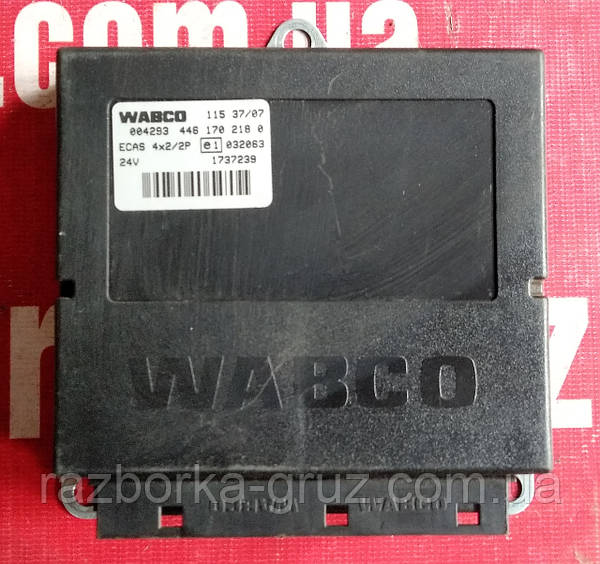 .com.ua
WABCO 115 37/07
004293 446 170 218 0
ECAS 4x2/2P e1 032063
24V 1737239
WABCO
razborka-gruz.com.ua
WABCO